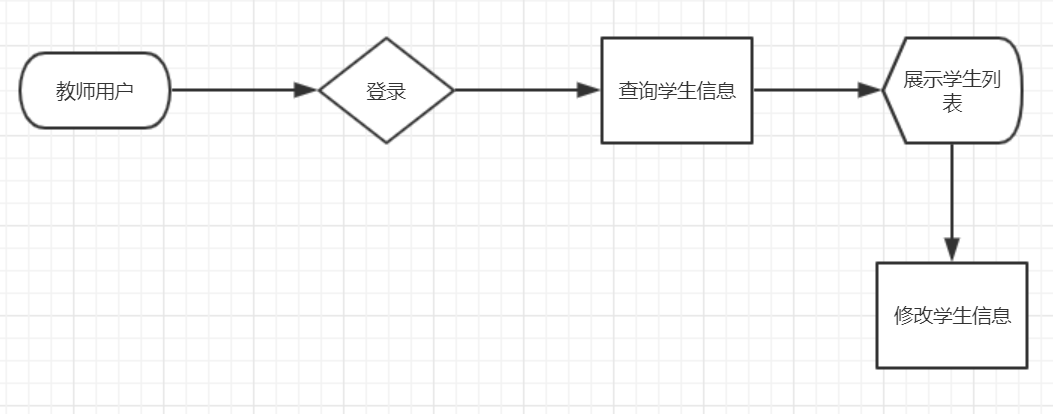 教师用户
登录
查询学生信息
展示学生列
表
修改学生信息